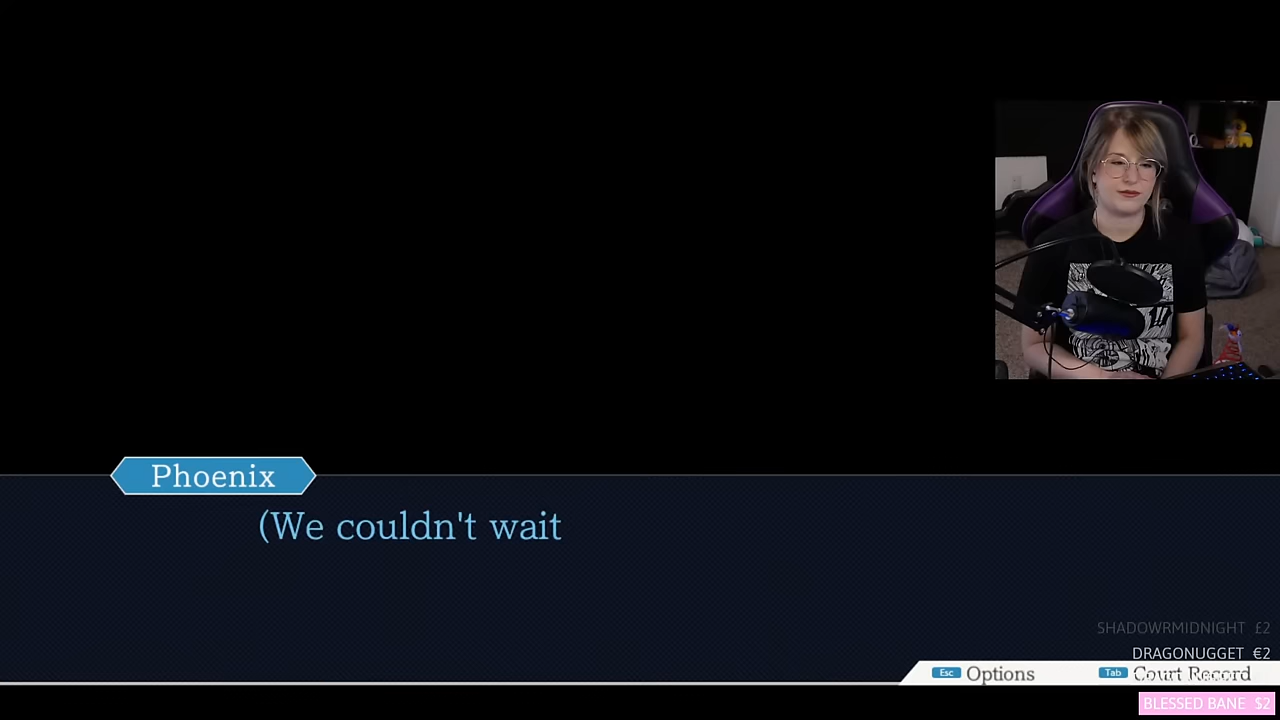 Phoenix
(We couldn't wait
SHADOWRMIDNIGHT £2
DRAGONUGGET €2
Esc Options
Tab Court Record
BLESSED BANE $2